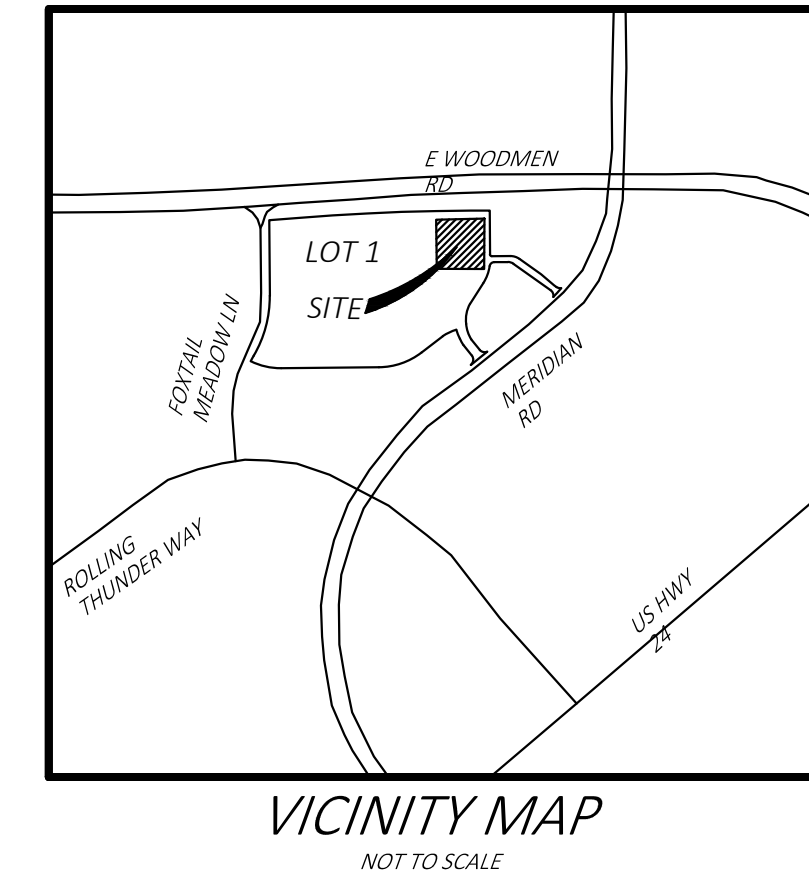 E WOODMEN
RD
LOT 1
SITE
FOXTAIL
MEADOW LN
MERIDIAN
RD
ROLLING
THUNDER WAY
US HWY
24
VICINITY MAP
NOT TO SCALE